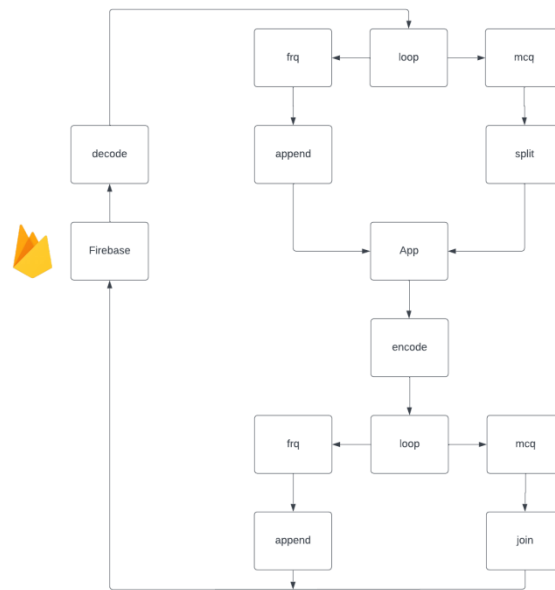 frq
loop
mcq
decode
append
split
Firebase
App
encode
frq
loop
mcq
append
join